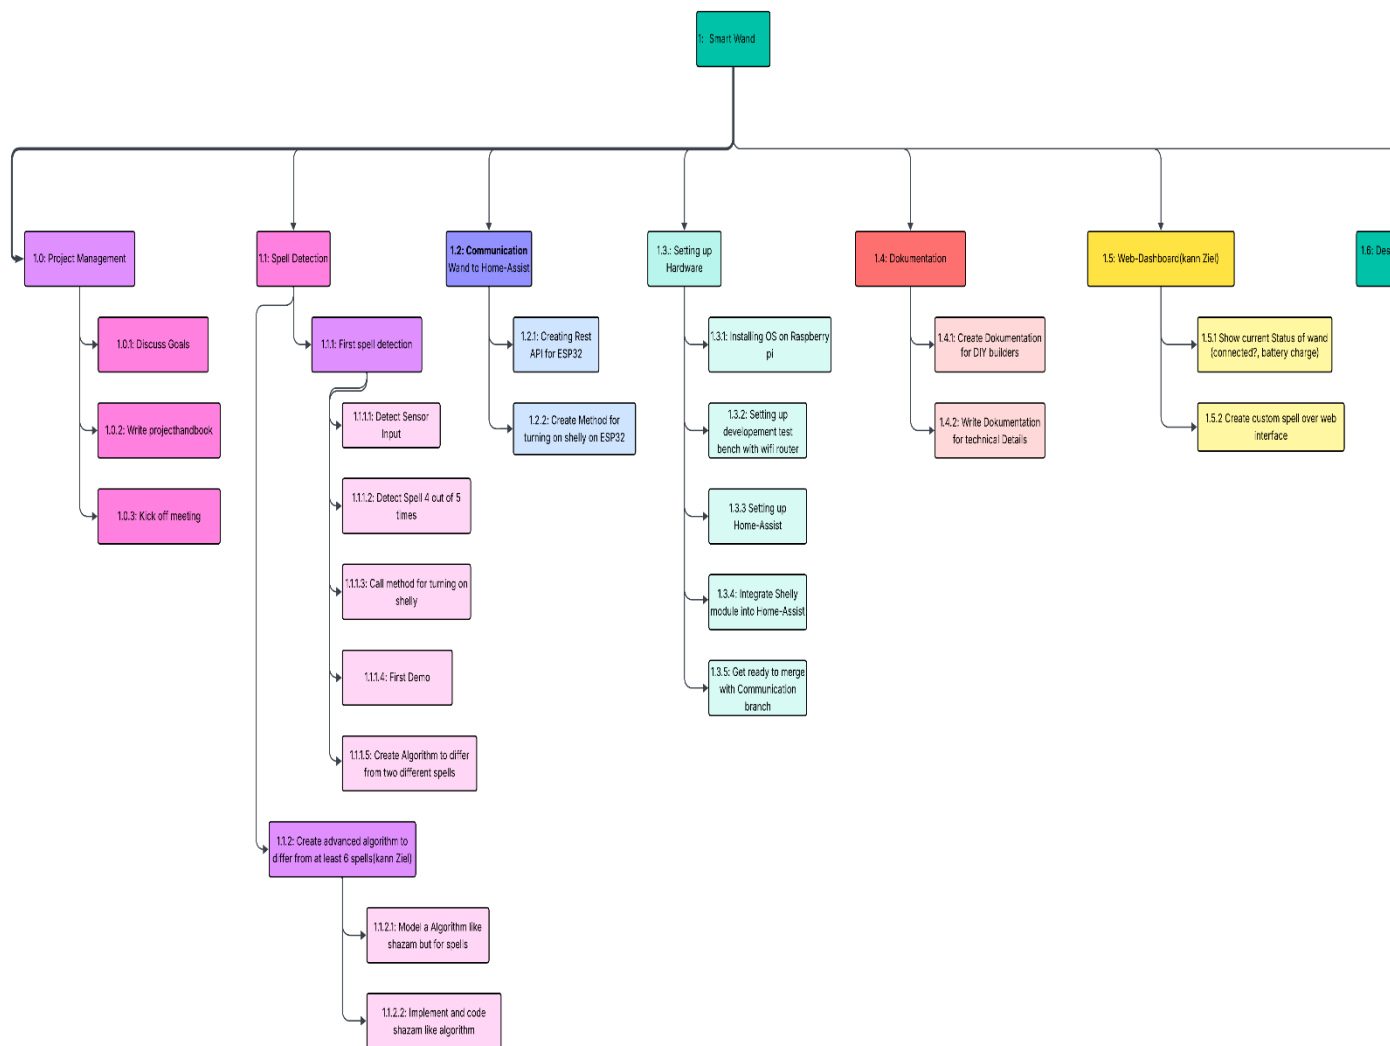 1: Smart Wand
1.0: Project Management
1.1: Spell Detection
1.2: Communication
Wand to Home-Assist
1.3.: Setting up
Hardware
1.4: Dokumentation
1.5: Web-Dashboard(kann Ziel)
1.6: Des
1.0.1: Discuss Goals
1.0.2: Write projecthandbook
1.0.3: Kick off meeting
1.1.1: First spell detection
1.1.1.1: Detect Sensor
Input
1.1.1.2: Detect Spell 4 out of 5
times
1.1.1.3: Call method for turning on
shelly
1.1.1.4: First Demo
1.1.1.5: Create Algorithm to differ
from two different spells
1.1.2: Create advanced algorithm to
differ from at least 6 spells(kann Ziel)
1.1.2.1: Model a Algorithm like
shazam but for spells
1.1.2.2: Implement and code
shazam like algorithm
1.2.1: Creating Rest
API for ESP32
1.2.2: Create Method for
turning on shelly on ESP32
1.3.1: Installing OS on Raspberry
pi
1.3.2: Setting up
developement test
bench with wifi router
1.3.3 Setting up
Home-Assist
1.3.4: Integrate Shelly
module into Home-Assist
1.3.5: Get ready to merge
with Communication
branch
1.4.1: Create Dokumentation
for DIY builders
1.4.2: Write Dokumentation
for technical Details
1.5.1 Show current Status of wand
(connected?, battery charge)
1.5.2 Create custom spell over web
interface